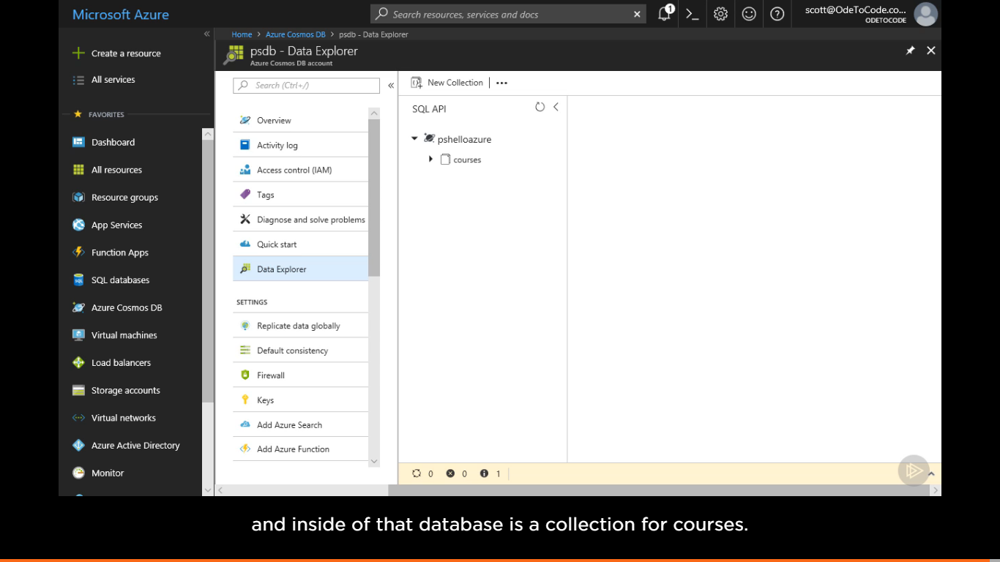 Microsoft Azure
Search resources, services and docs
1
scott@OdeToCode.co...
ODETOCODE
Home > Azure Cosmos DB > psdb - Data Explorer
psdb - Data Explorer
Azure Cosmos DB account
Create a resource
All services
FAVORITES
Dashboard
All resources
Resource groups
App Services
Function Apps
SQL databases
Azure Cosmos DB
Virtual machines
Load balancers
Storage accounts
Virtual networks
Azure Active Directory
Monitor
Search (Ctrl+/)
Overview
Activity log
Access control (IAM)
Tags
Diagnose and solve problems
Quick start
Data Explorer
SETTINGS
Replicate data globally
Default consistency
Firewall
Keys
Add Azure Search
Add Azure Function
New Collection
SQL API
pshelloazure
courses
0 0 1
and inside of that database is a collection for courses.